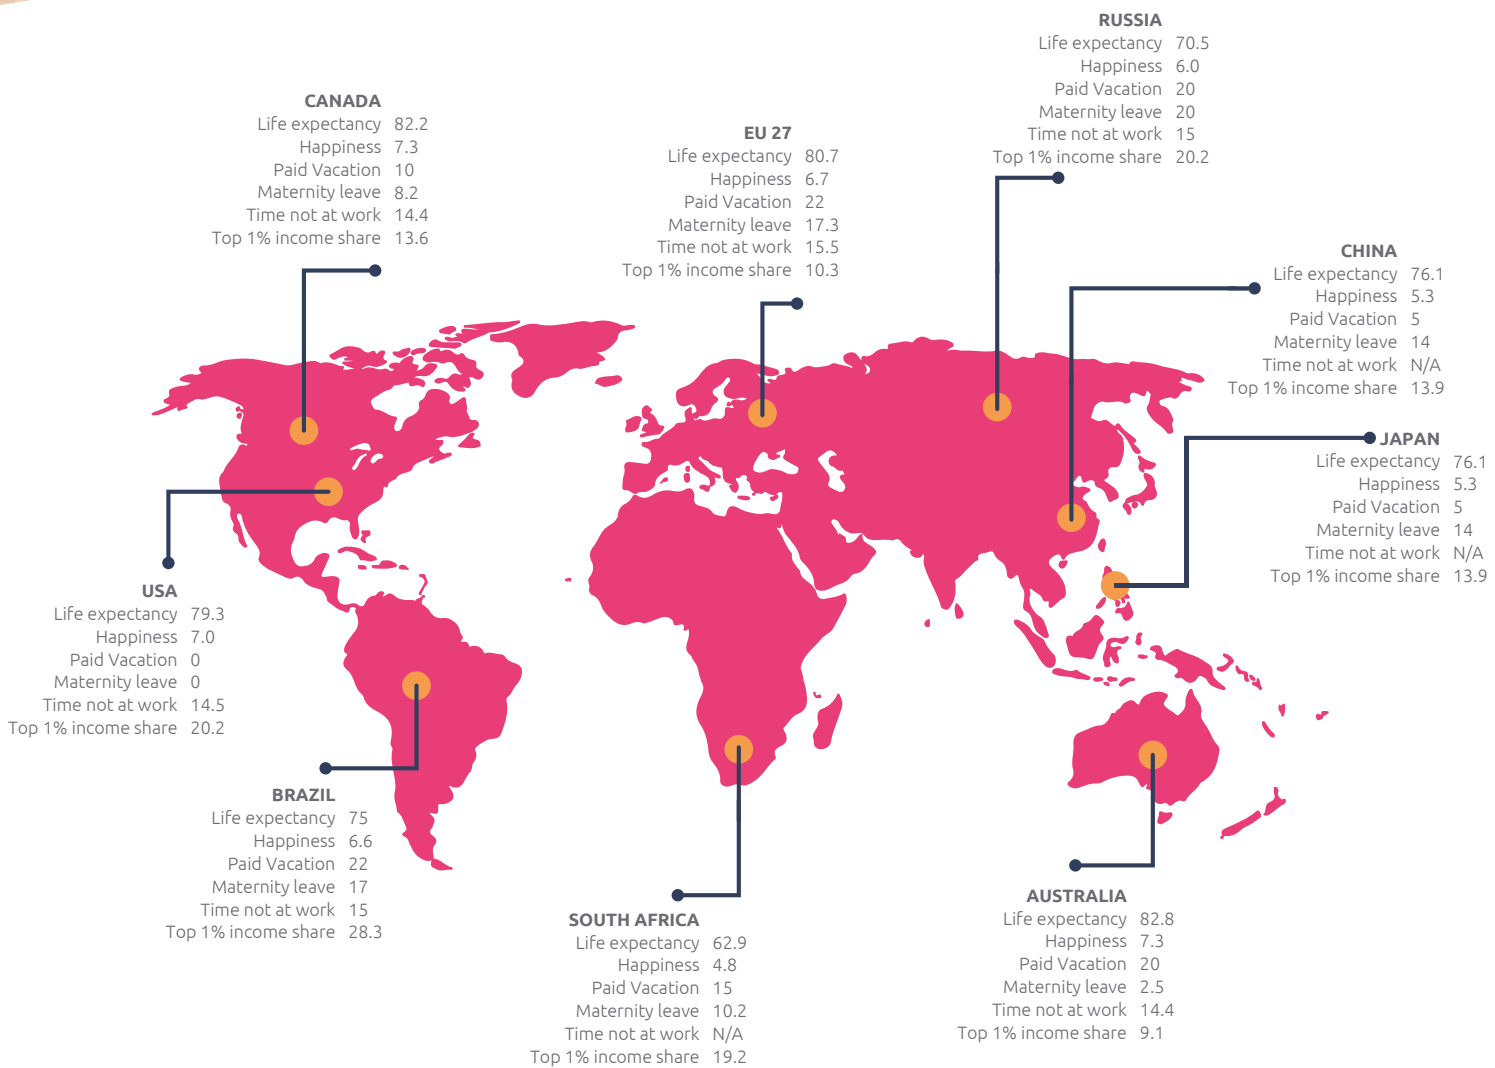 RUSSIA
Life expectancy 70.5
Happiness 6.0
Paid Vacation 20
Maternity leave 20
Time not at work 15
Top 1% income share 20.2
CANADA
Life expectancy 82.2
Happiness 7.3
Paid Vacation 10
Maternity leave 8.2
Time not at work 14.4
Top 1% income share 13.6
EU 27
Life expectancy 80.7
Happiness 6.7
Paid Vacation 22
Maternity leave 17.3
Time not at work 15.5
Top 1% income share 10.3
CHINA
Life expectancy 76.1
Happiness 5.3
Paid Vacation 5
Maternity leave 14
Time not at work N/A
Top 1% income share 13.9
JAPAN
Life expectancy 76.1
Happiness 5.3
Paid Vacation 5
Maternity leave 14
Time not at work N/A
Top 1% income share 13.9
USA
Life expectancy 79.3
Happiness 7.0
Paid Vacation 0
Maternity leave 0
Time not at work 14.5
Top 1% income share 20.2
BRAZIL
Life expectancy 75
Happiness 6.6
Paid Vacation 22
Maternity leave 17
Time not at work 15
Top 1% income share 28.3
SOUTH AFRICA
Life expectancy 62.9
Happiness 4.8
Paid Vacation 15
Maternity leave 10.2
Time not at work N/A
Top 1% income share 19.2
AUSTRALIA
Life expectancy 82.8
Happiness 7.3
Paid Vacation 20
Maternity leave 2.5
Time not at work 14.4
Top 1% income share 9.1